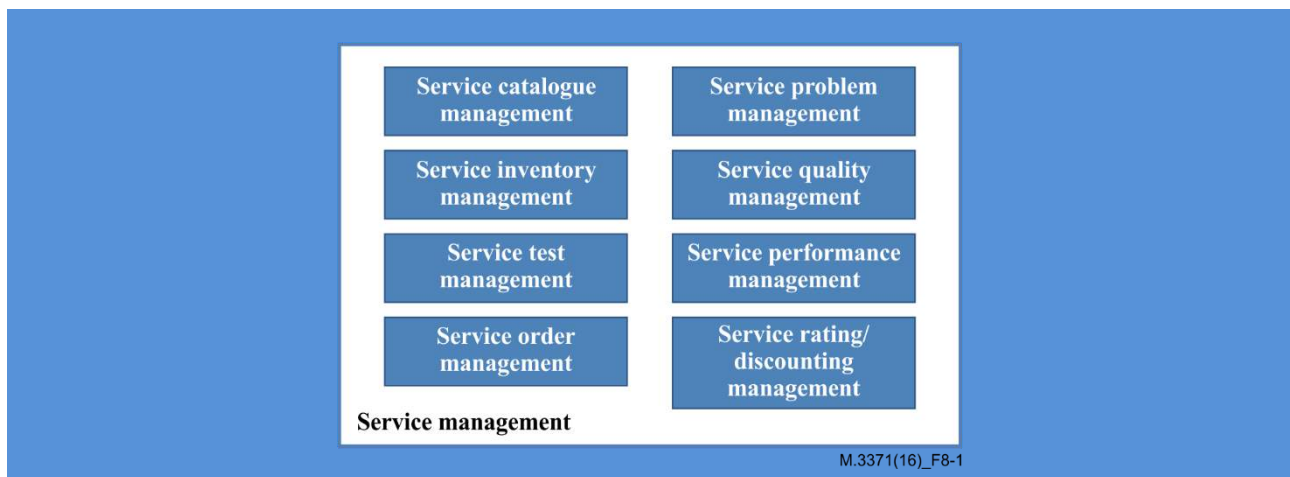 Service catalogue
management
Service problem
management
Service inventory
management
Service quality
management
Service test
management
Service performance
management
Service order
management
Service rating/
discounting
management
Service management
M.3371(16)_F8-1